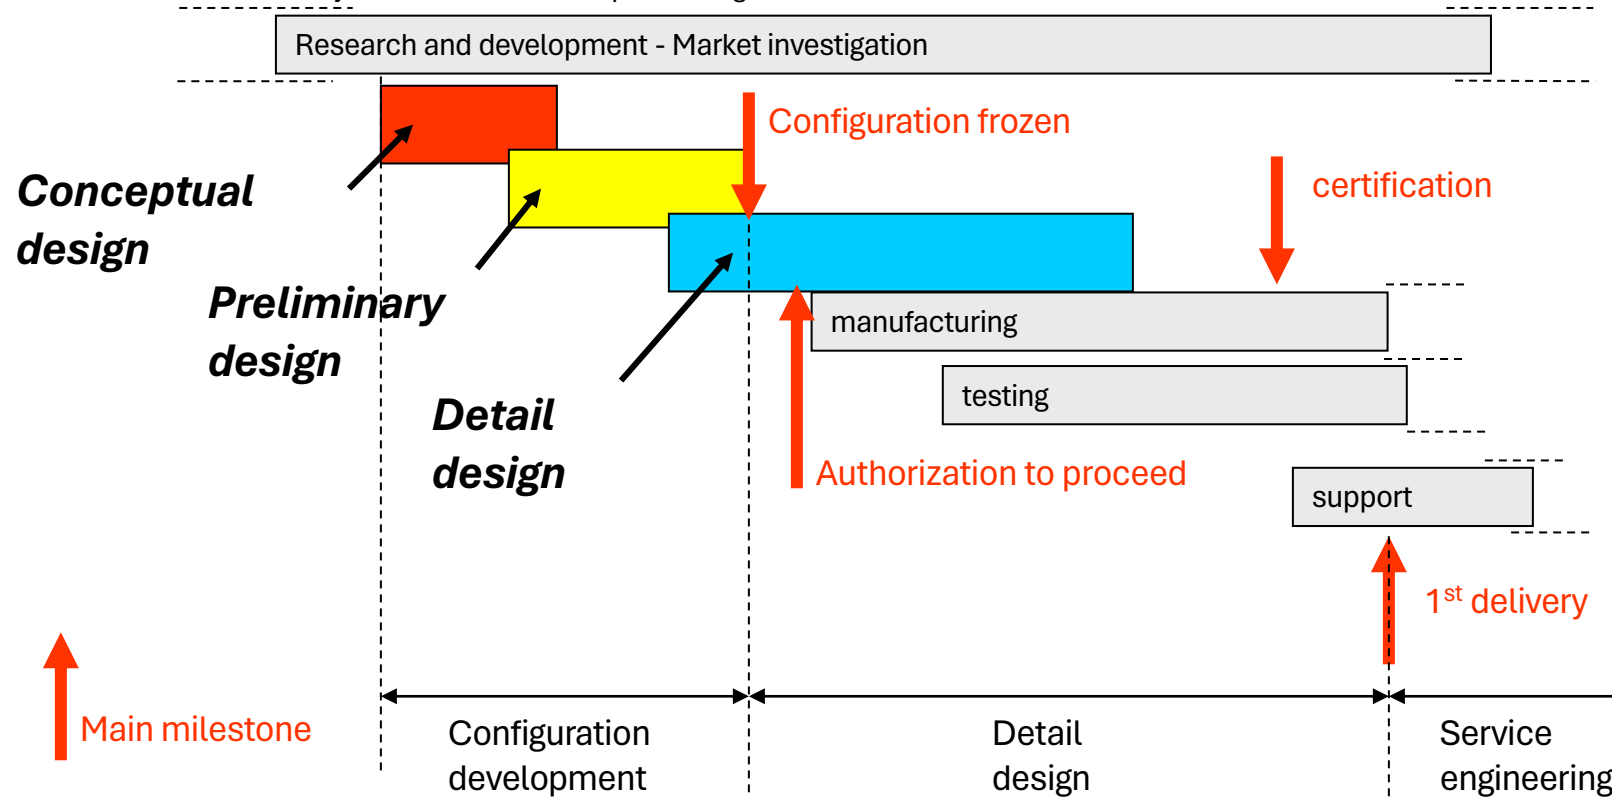 Research and development - Market investigation
Configuration frozen
certification
Conceptual
design
Preliminary
design
manufacturing
testing
Detail
design
Authorization to proceed
support
1st delivery
Main milestone
Configuration
development
Detail
design
Service
engineering